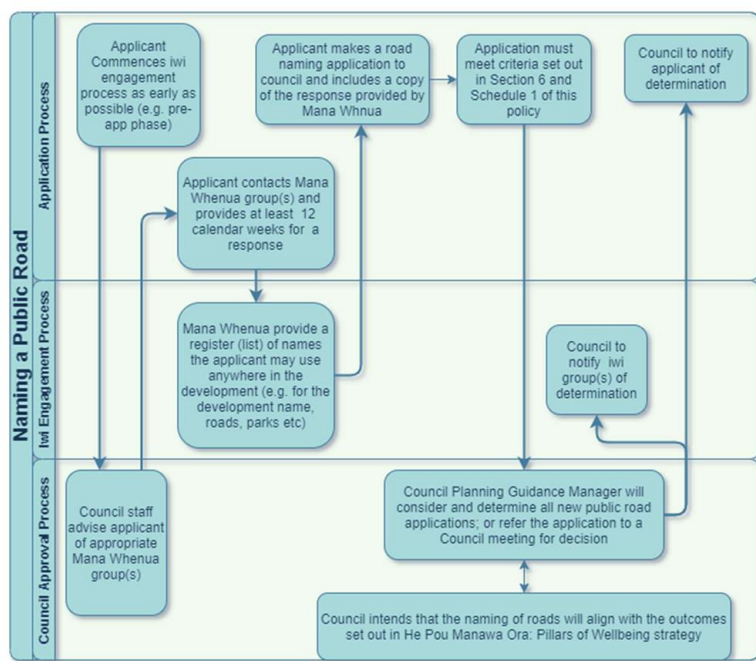 Naming a Public Road
Application Process
Applicant
Commences iwi
engagement
process as early as
possible (e.g. pre-
app phase)
Applicant makes a road
naming application to
council and includes a copy
of the response provided by
Mana Whnua
Application must
meet criteria set out
in Section 6 and
Schedule 1 of this
policy
Council to notify
applicant of
determination
Applicant contacts Mana
Whenua group(s) and
provides at least 12
calendar weeks for a
response
Iwi Engagement Process
Mana Whenua provide a
register (list) of names
the applicant may use
anywhere in the
development (e.g. for the
development name,
roads, parks etc)
Council to
notify iwi
group(s) of
determination
Council Approval Process
Council staff
advise applicant
of appropriate
Mana Whenua
group(s)
Council Planning Guidance Manager will
consider and determine all new public road
applications; or refer the application to a
Council meeting for decision
Council intends that the naming of roads will align with the outcomes
set out in He Pou Manawa Ora: Pillars of Wellbeing strategy